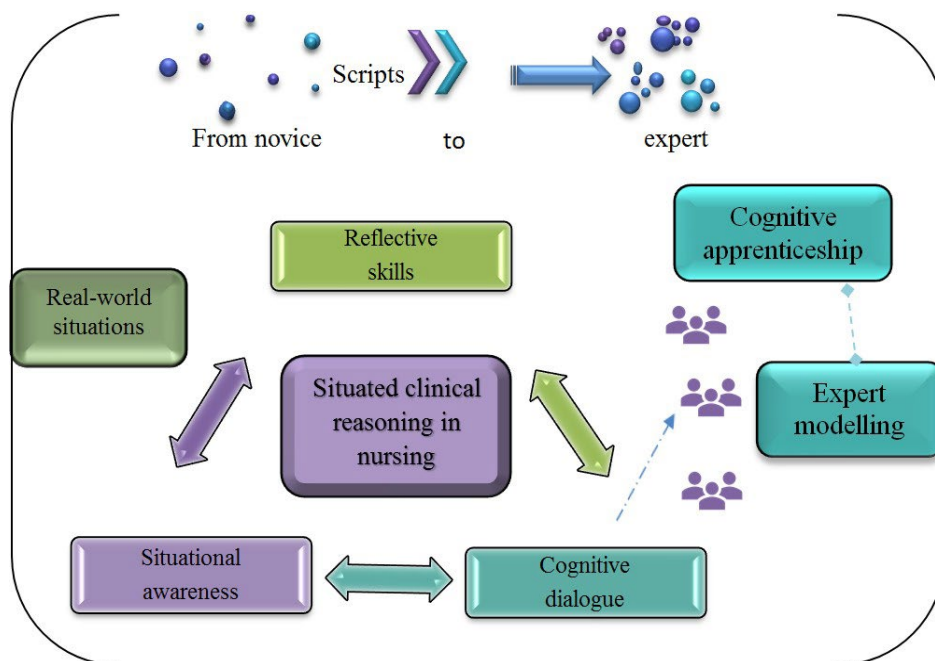 Scripts
From novice to expert
Cognitive
apprenticeship
Reflective
skills
Real-world
situations
Situated clinical
reasoning in
nursing
Expert
modelling
Situational
awareness
Cognitive
dialogue